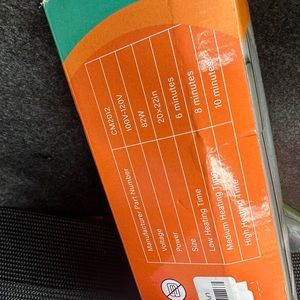 Manufacturer Part Number CM2012
Voltage 100V-120V
Power 82W
Size 20×22in
Low Heating Time 6 minutes
Medium Heating Time 8 minutes
High Heating Time 10 minutes